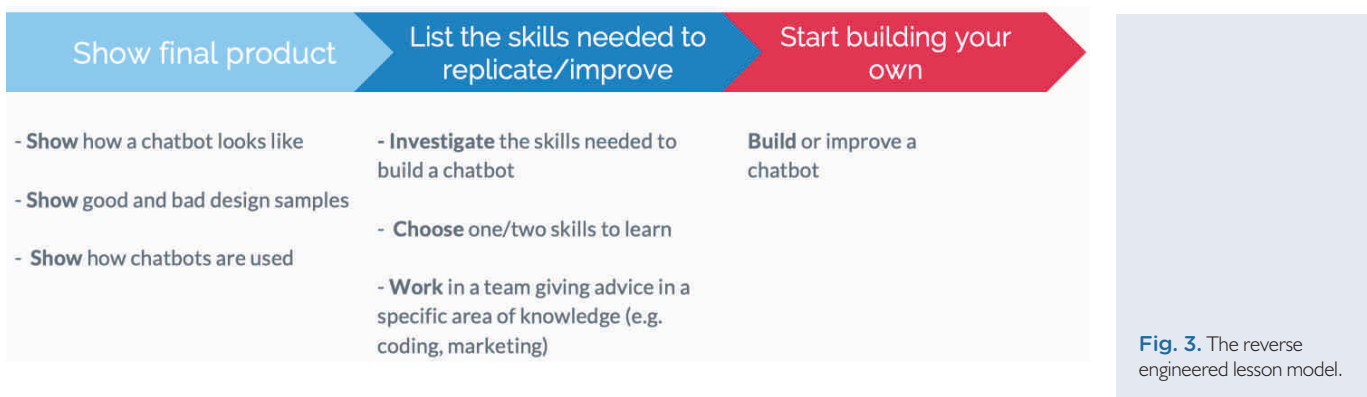 Show final product
List the skills needed to
replicate/improve
Start building your
own
- Show how a chatbot looks like
- Show good and bad design samples
- Show how chatbots are used
- Investigate the skills needed to
build a chatbot
- Choose one/two skills to learn
- Work in a team giving advice in a
specific area of knowledge (e.g.
coding, marketing)
Build or improve a
chatbot
Fig. 3. The reverse
engineered lesson model.